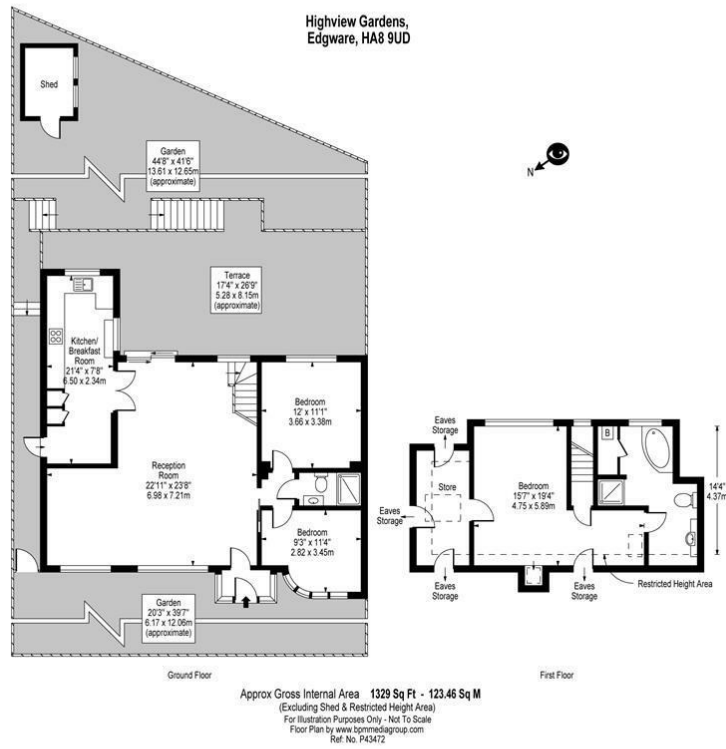 Highview Gardens,
Edgware, HA8 9UD
Shed
N
Garden
44'8" x 41'6"
13.61 x 12.65m
(approximate)
Terrace
17'4" x 26'9"
5.28 x 8.15m
(approximate)
Kitchen/
Breakfast
Room
21'4" x 7'8"
6.50 x 2.34m
Bedroom
12' x 11'1"
3.66 x 3.38m
Reception
Room
22'11" x 23'8"
6.98 x 7.21m
Bedroom
9'3" x 11'4"
2.82 x 3.45m
Garden
20'3" x 39'7"
6.17 x 12.06m
(approximate)
Ground Floor
Eaves
Storage
B
Store
Bedroom
15'7" x 19'4"
4.75 x 5.89m
14'4"
4.37m
Eaves
Storage
Eaves
Storage
Eaves
Storage
Restricted Height Area
First Floor
Approx Gross Internal Area 1329 Sq Ft - 123.46 Sq M
(Excluding Shed & Restricted Height Area)
For Illustration Purposes Only - Not To Scale
Floor Plan by www.bpmmediagroup.com
Ref: No. P43472